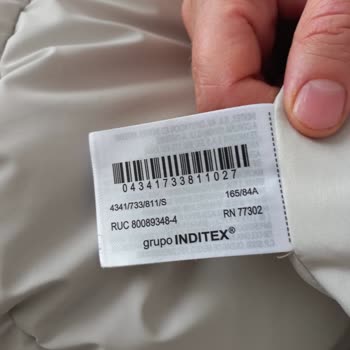 04341733811027
4341/733/811/S 165/84A
RUC 80089348-4 RN 77302
grupo INDITEX®